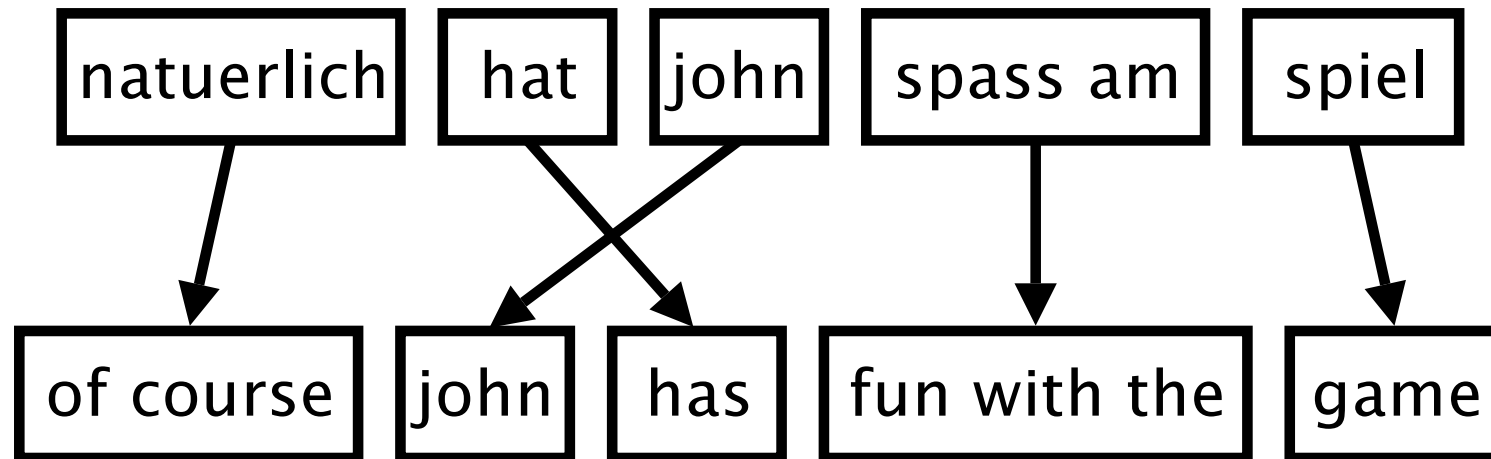 natuerlich hat john spass am spiel
of course john has fun with the game